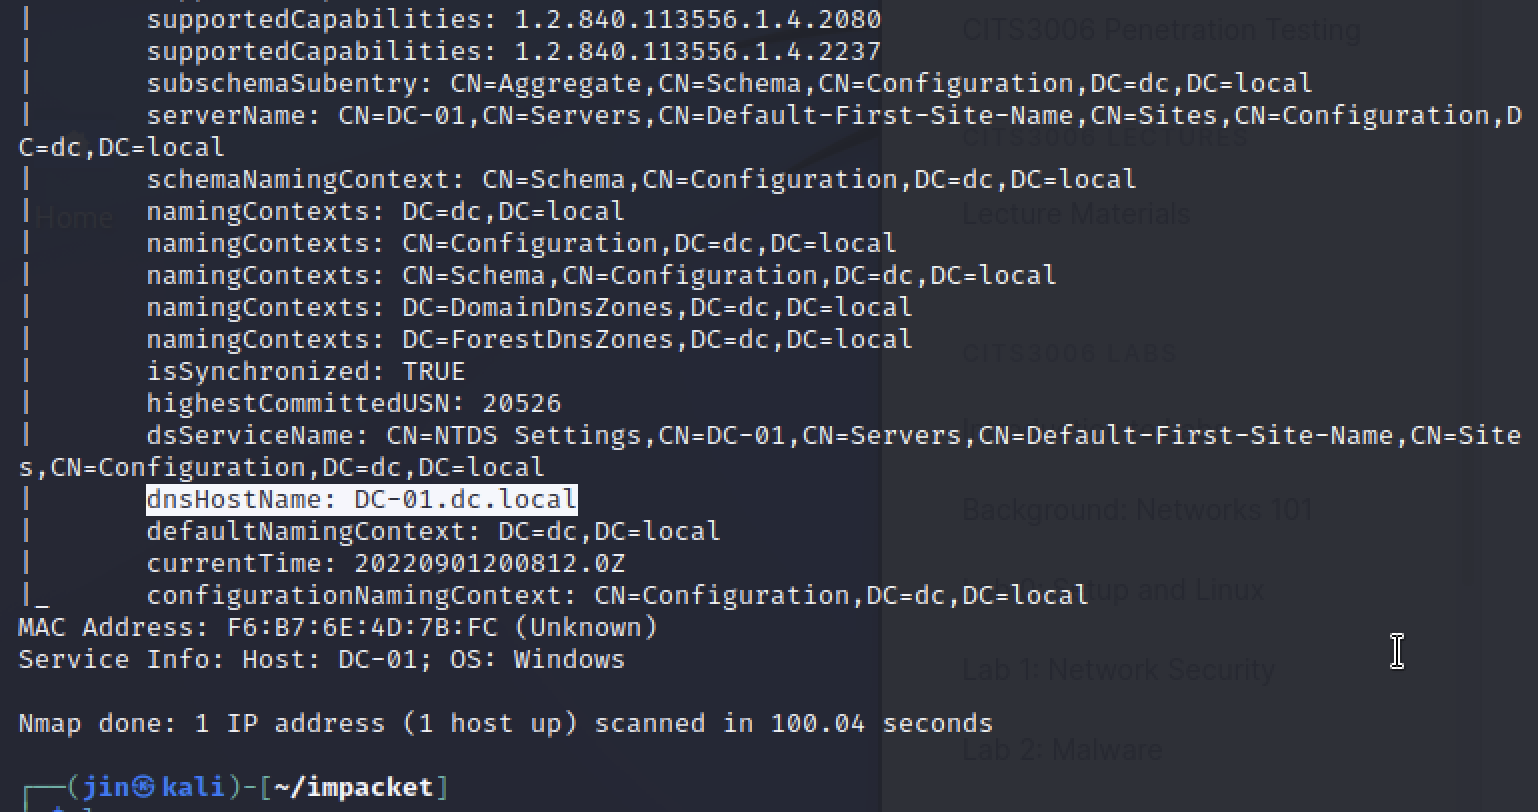 |       supportedCapabilities: 1.2.840.113556.1.4.2080
|       supportedCapabilities: 1.2.840.113556.1.4.2237
|       subschemaSubentry: CN=Aggregate,CN=Schema,CN=Configuration,DC=dc,DC=local
|       serverName: CN=DC-01,CN=Servers,CN=Default-First-Site-Name,CN=Sites,CN=Configuration,D
C=dc,DC=local
|       schemaNamingContext: CN=Schema,CN=Configuration,DC=dc,DC=local
|       namingContexts: DC=dc,DC=local
|       namingContexts: CN=Configuration,DC=dc,DC=local
|       namingContexts: CN=Schema,CN=Configuration,DC=dc,DC=local
|       namingContexts: DC=DomainDnsZones,DC=dc,DC=local
|       namingContexts: DC=ForestDnsZones,DC=dc,DC=local
|       isSynchronized: TRUE
|       highestCommittedUSN: 20526
|       dsServiceName: CN=NTDS Settings,CN=DC-01,CN=Servers,CN=Default-First-Site-Name,CN=Site
s,CN=Configuration,DC=dc,DC=local
|       dnsHostName: DC-01.dc.local
|       defaultNamingContext: DC=dc,DC=local
|       currentTime: 20220901200812.0Z
|_      configurationNamingContext: CN=Configuration,DC=dc,DC=local
MAC Address: F6:B7:6E:4D:7B:FC (Unknown)
Service Info: Host: DC-01; OS: Windows
Nmap done: 1 IP address (1 host up) scanned in 100.04 seconds
┌──(jin㉿kali)-[~/impacket]
Home
CITS3006 Penetration Testing
CITS3006 LECTURES
Lecture Materials
CITS3006 LABS
Background: Networks 101
Setup and Linux
Lab 1: Network Security
Lab 2: Malware